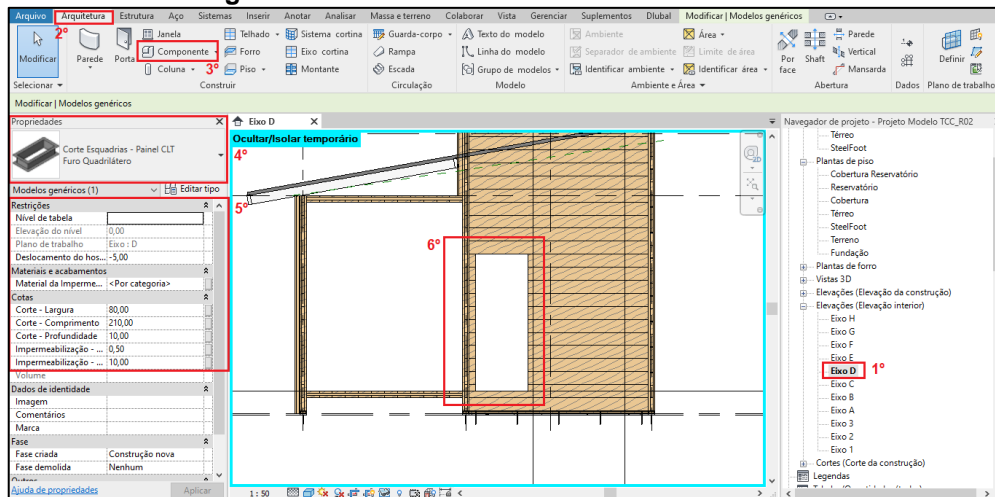 Arquivo Arquitetura Estrutura Aço Sistemas Inserir Anotar Analisar Massa e terreno Colaborar Vista Gerenciar Suplementos Dlubal Modificar | Modelos genéricos
2º
Modificar
Parede
Porta
Janela
Componente
Coluna
3º
Telhado
Forro
Piso
Sistema cortina
Eixo cortina
Montante
Guarda-corpo
Rampa
Escada
Texto do modelo
Linha do modelo
Grupo de modelos
Ambiente
Separador de ambiente
Identificar ambiente
Área
Limite de área
Identificar área
Por face
Shaft
Parede
Vertical
Mansarda
Definir
Selecionar Construir Circulação Modelo Ambiente e Área Abertura Dados Plano de trabalho
Modificar | Modelos genéricos
Propriedades X
Corte Esquadrias - Painel CLT
Furo Quadrilátero
4º
Modelos genéricos (1) Editar tipo
5º
Restrições
Nível de tabela
Elevação do nível 0,00
Plano de trabalho Eixo : D
Deslocamento do hos... -5,00
Materiais e acabamentos
Material da Imperme... <Por categoria>
Cotas
Corte - Largura 80,00
Corte - Comprimento 210,00
Corte - Profundidade 10,00
Impermeabilização - ... 0,50
Impermeabilização - ... 10,00
Volume
Dados de identidade
Imagem
Comentários
Marca
Fase
Fase criada Construção nova
Fase demolida Nenhum
Outros
Ajuda de propriedades Aplicar
Eixo D X
Ocultar/Isolar temporário
6º
2D
1 : 50
Navegador de projeto - Projeto Modelo TCC_R02
Térreo
SteelFoot
Plantas de piso
Cobertura Reservatório
Reservatório
Cobertura
Térreo
SteelFoot
Terreno
Fundação
Plantas de forro
Vistas 3D
Elevações (Elevação da construção)
Elevações (Elevação interior)
Eixo H
Eixo G
Eixo F
Eixo E
Eixo D 1º
Eixo C
Eixo B
Eixo A
Eixo 3
Eixo 2
Eixo 1
Cortes (Corte da construção)
Legendas